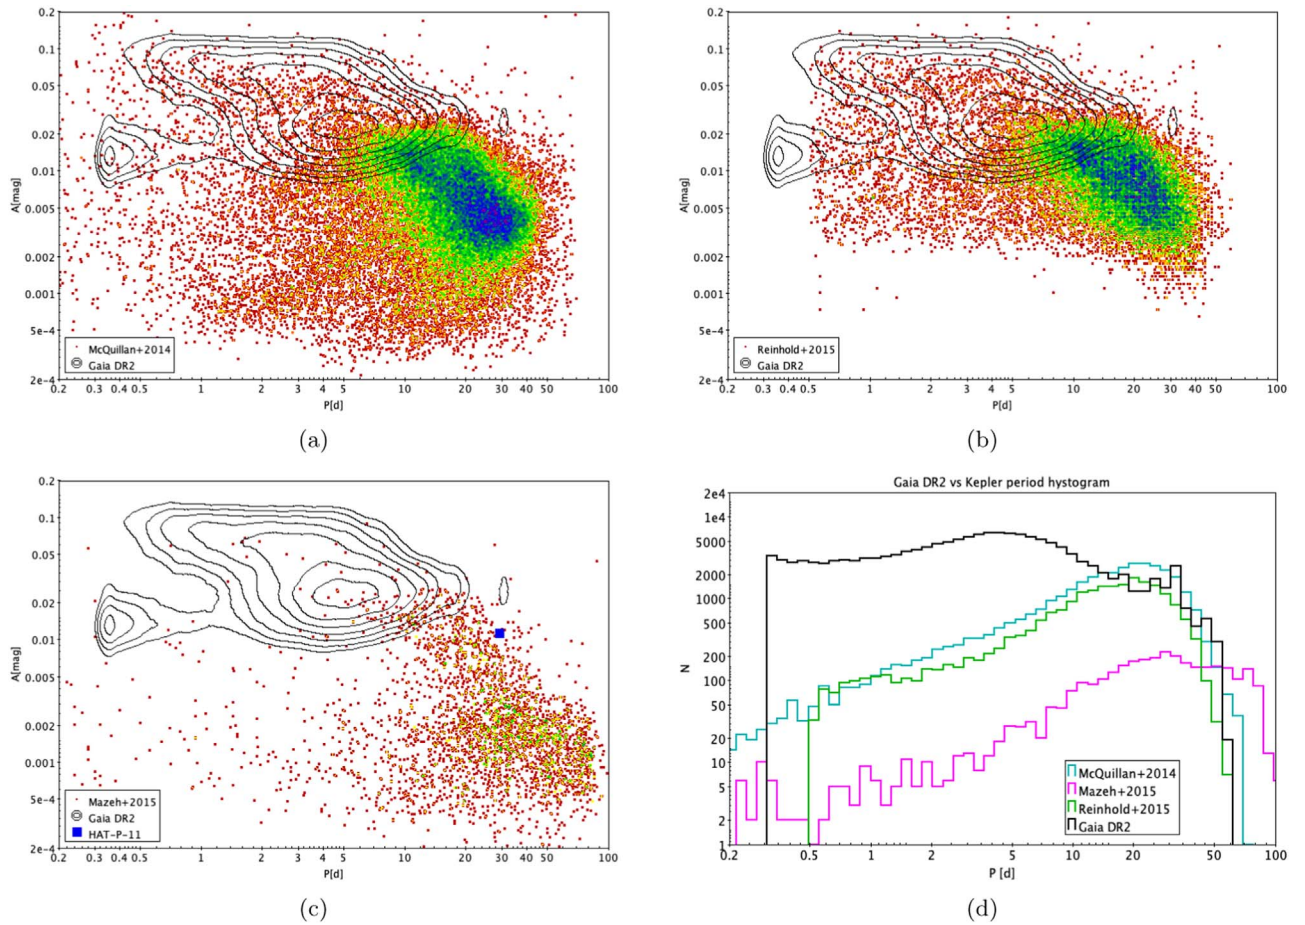 0.2
0.1
0.05
0.02
0.01
0.005
0.002
0.001
5e-4
2e-4
A[mag]
McQuillan+2014
Gaia DR2
0.2 0.3 0.4 0.5 1 2 3 4 5 10 20 30 40 50 100
P[d]
(a)
0.2
0.1
0.05
0.02
0.01
0.005
0.002
0.001
5e-4
2e-4
A[mag]
Reinhold+2015
Gaia DR2
0.2 0.3 0.4 0.5 1 2 3 4 5 10 20 30 40 50 100
P[d]
(b)
0.2
0.1
0.05
0.02
0.01
0.005
0.002
0.001
5e-4
2e-4
A[mag]
Mazeh+2015
Gaia DR2
HAT-P-11
0.2 0.3 0.4 0.5 1 2 3 4 5 10 20 30 40 50 100
P[d]
(c)
Gaia DR2 vs Kepler period hystogram
2e4
1e4
5000
2000
1000
500
200
100
50
20
10
5
2
1
N
McQuillan+2014
Mazeh+2015
Reinhold+2015
Gaia DR2
0.2 0.5 1 2 5 10 20 50 100
P [d]
(d)